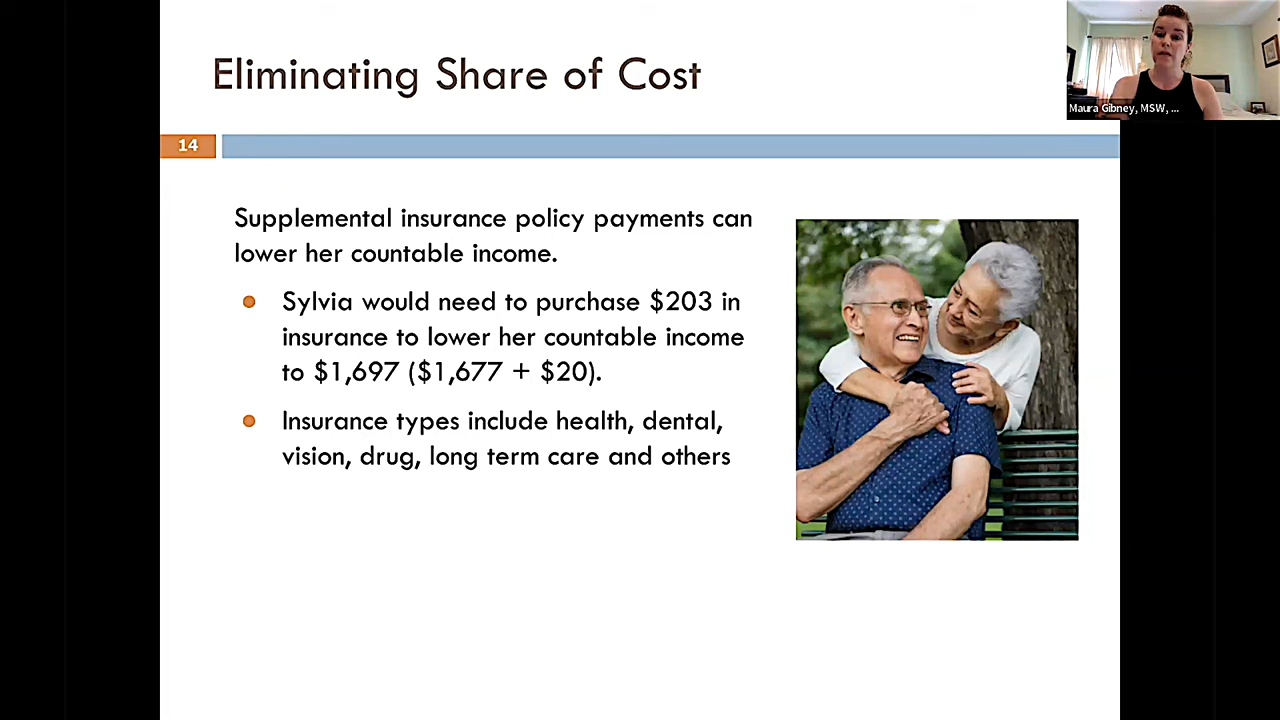 Eliminating Share of Cost
Maura Gibney, MSW, ...
14
Supplemental insurance policy payments can
lower her countable income.
Sylvia would need to purchase $203 in
insurance to lower her countable income
to $1,697 ($1,677 + $20).
Insurance types include health, dental,
vision, drug, long term care and others